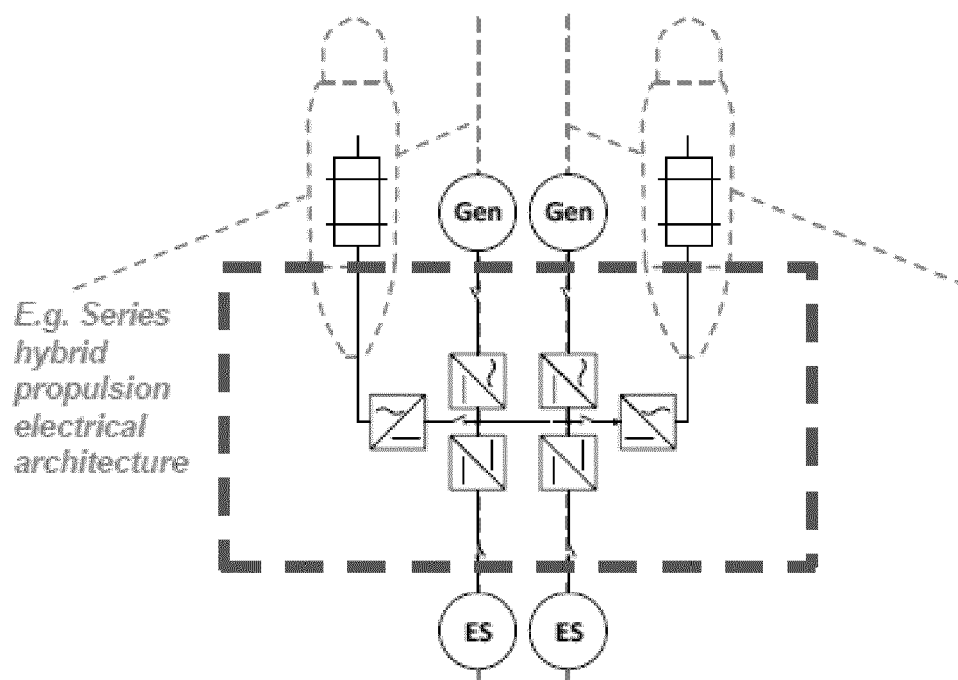 Gen Gen
E.g. Series
hybrid
propulsion
electrical
architecture
ES ES